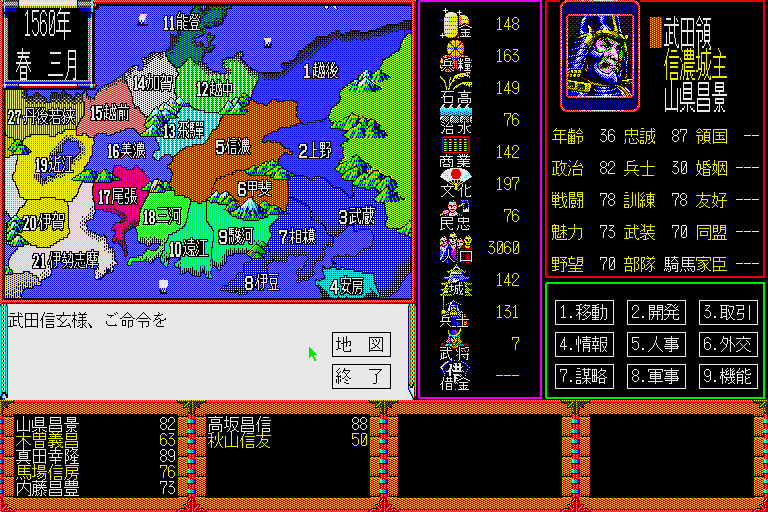 1560年
春 三月
11能登
1越後
14加賀
12越中
15越前
27丹後若狭
13飛騨
5信濃
16美濃
2上野
19近江
17尾張
6甲斐
18三河
3武蔵
20伊賀
9駿河
7相模
10遠江
21伊勢志摩
8伊豆
4安房
金 148
兵糧 163
石高 149
治水 76
商業 142
文化 197
民忠 76
人口 3060
城 142
兵士 131
武将 7
借金 ---
武田領
信濃城主
山県昌景
年齢 36 忠誠 87 領国 --
政治 82 兵士 30 婚姻 --
戦闘 78 訓練 78 友好 --
魅力 73 武装 70 同盟 --
野望 70 部隊 騎馬 家臣 --
武田信玄様、ご命令を
地 図
終 了
1.移動 2.開発 3.取引
4.情報 5.人事 6.外交
7.謀略 8.軍事 9.機能
山県昌景 82
木曽義昌 63
真田幸隆 89
馬場信房 76
内藤昌豊 73
高坂昌信 88
秋山信友 50